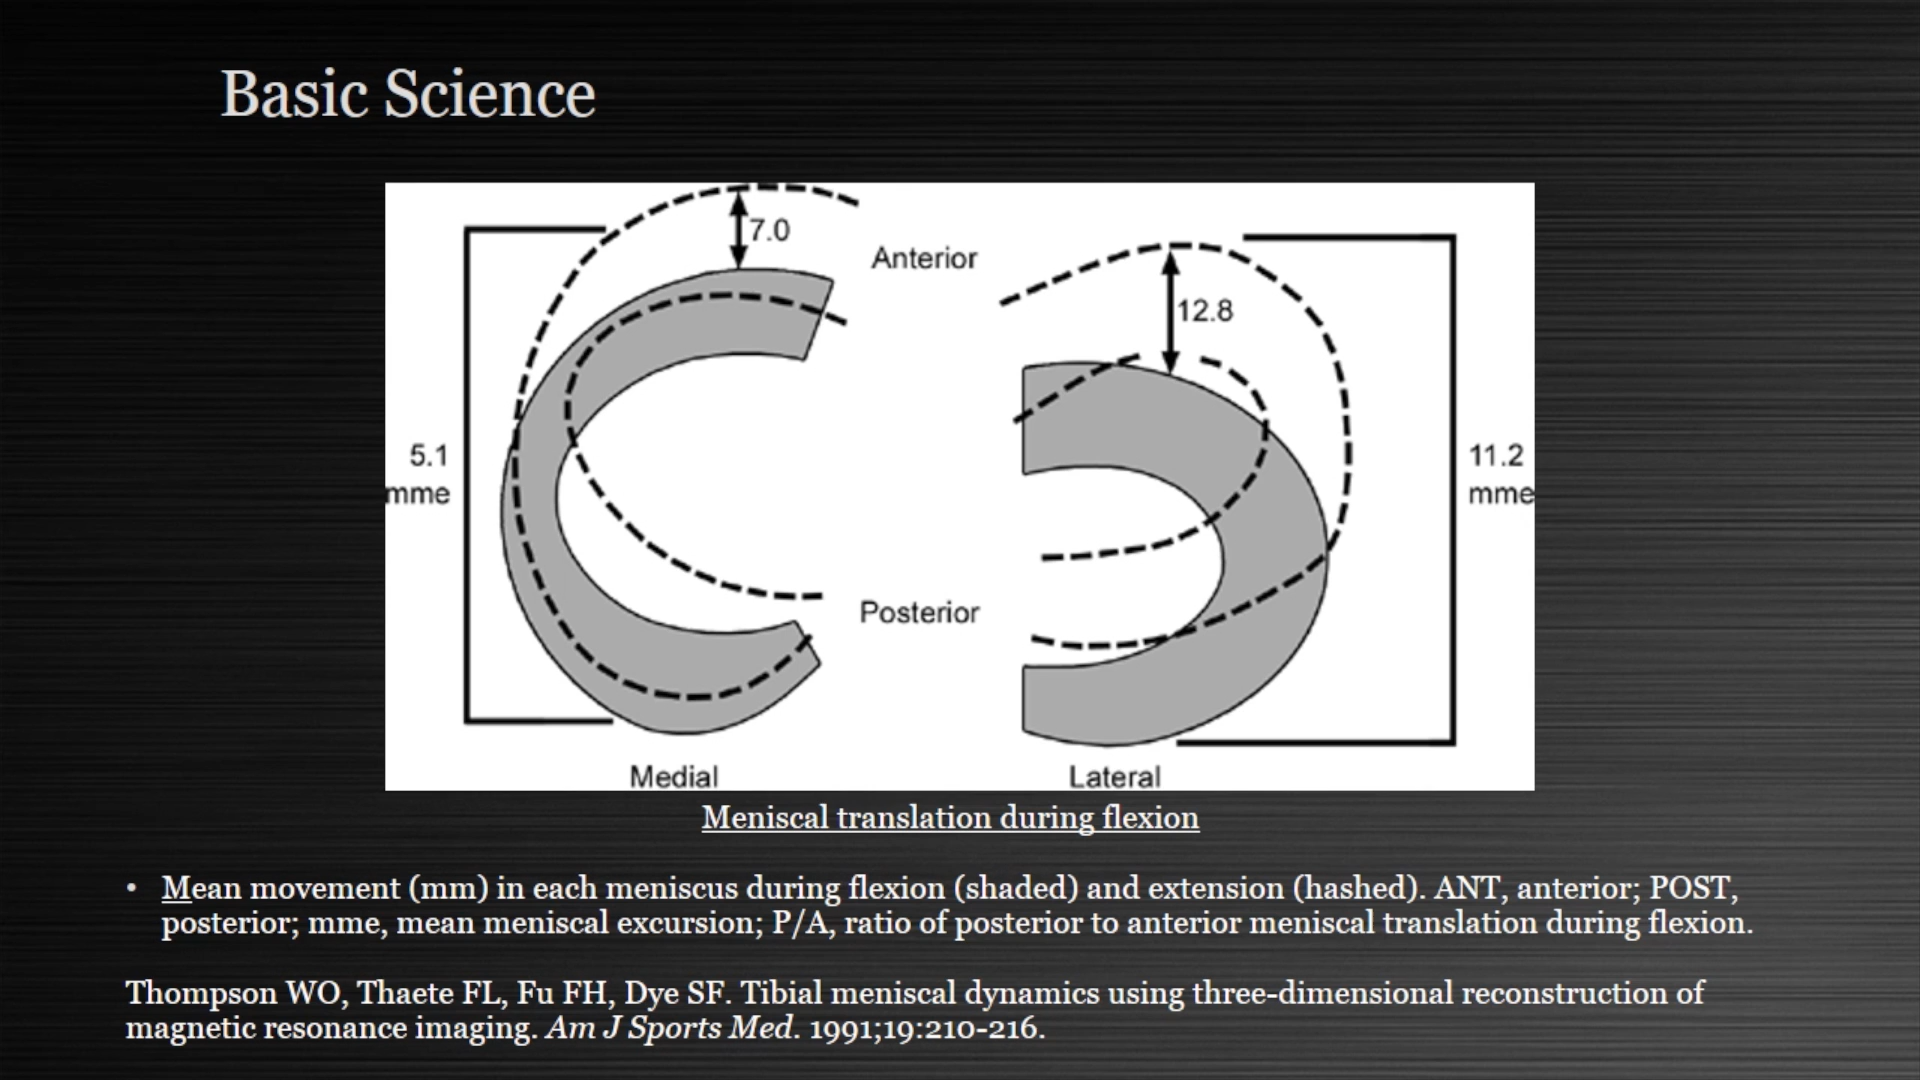 Basic Science
7.0
Anterior
12.8
5.1
mme
11.2
mme
Posterior
Medial
Lateral
Meniscal translation during flexion
• Mean movement (mm) in each meniscus during flexion (shaded) and extension (hashed). ANT, anterior; POST,
posterior; mme, mean meniscal excursion; P/A, ratio of posterior to anterior meniscal translation during flexion.
Thompson WO, Thaete FL, Fu FH, Dye SF. Tibial meniscal dynamics using three-dimensional reconstruction of
magnetic resonance imaging. Am J Sports Med. 1991;19:210-216.